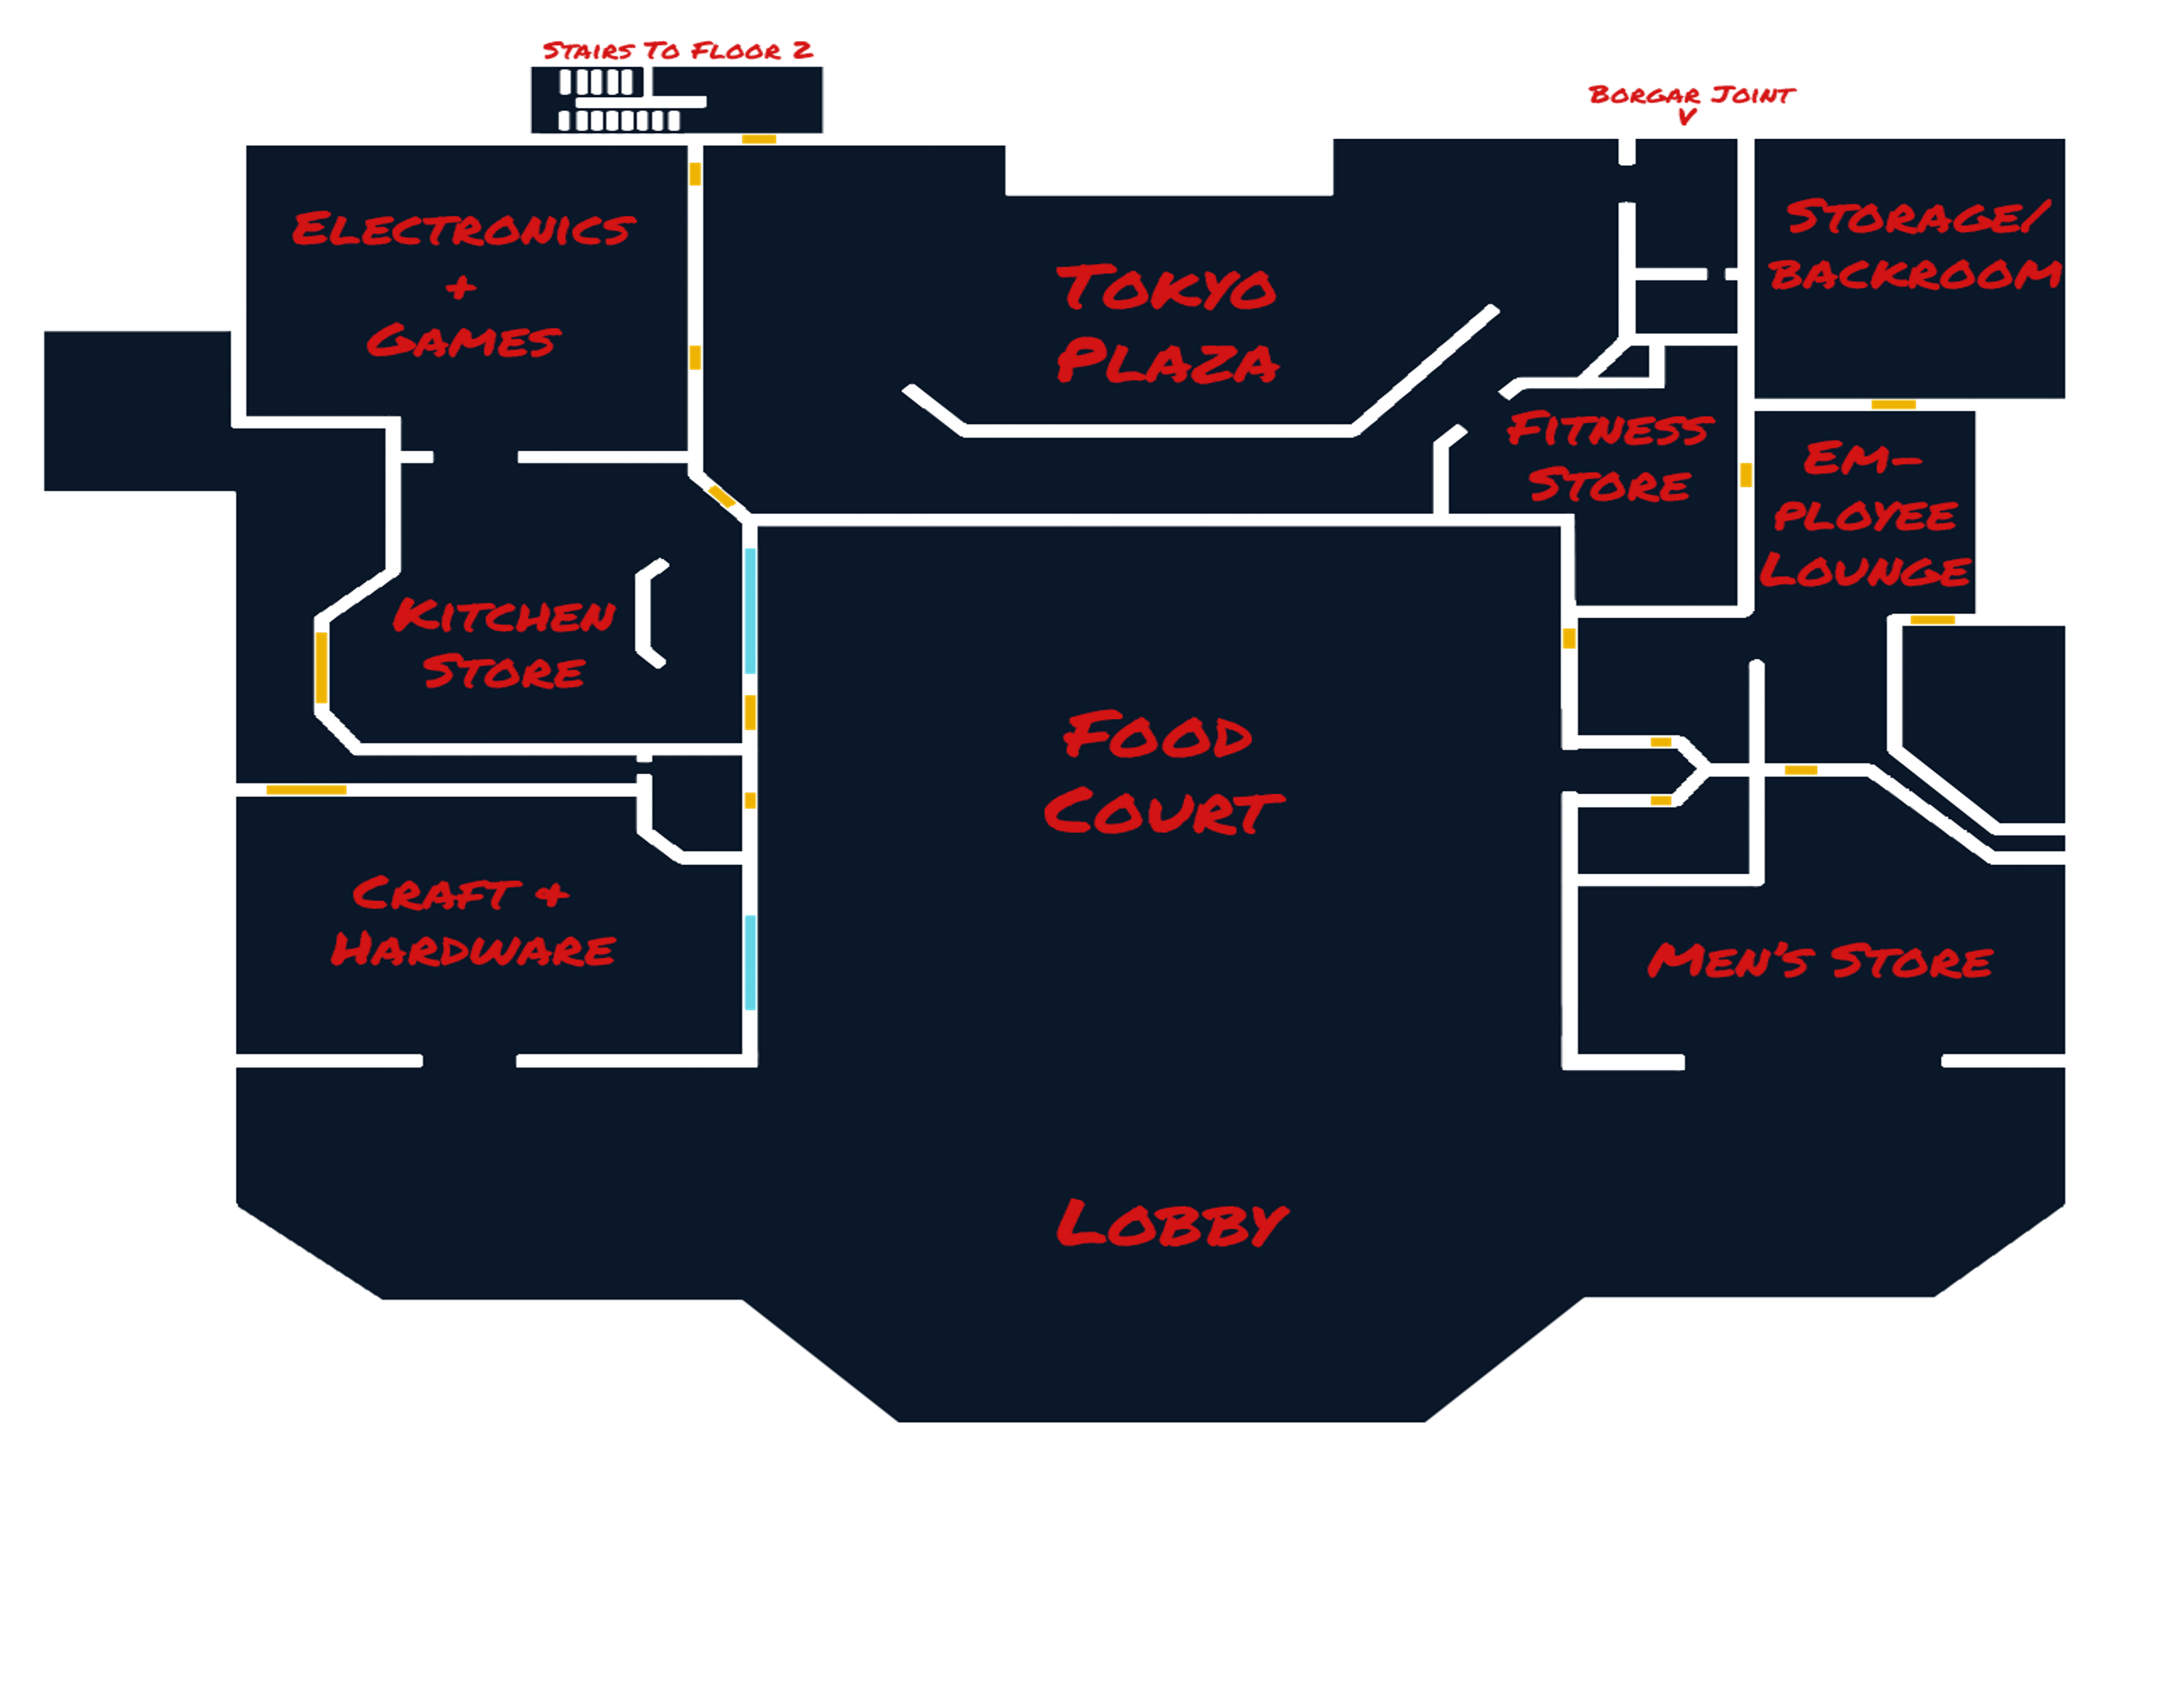 Stairs To Floor 2
Borgar Joint
V
Electronics
+
Games
Tokyo
Plaza
Storage/
Backroom
Fitness
Store
Em-
ployee
Lounge
Kitchen
Store
Food
Court
Craft +
Hardware
Men's Store
Lobby